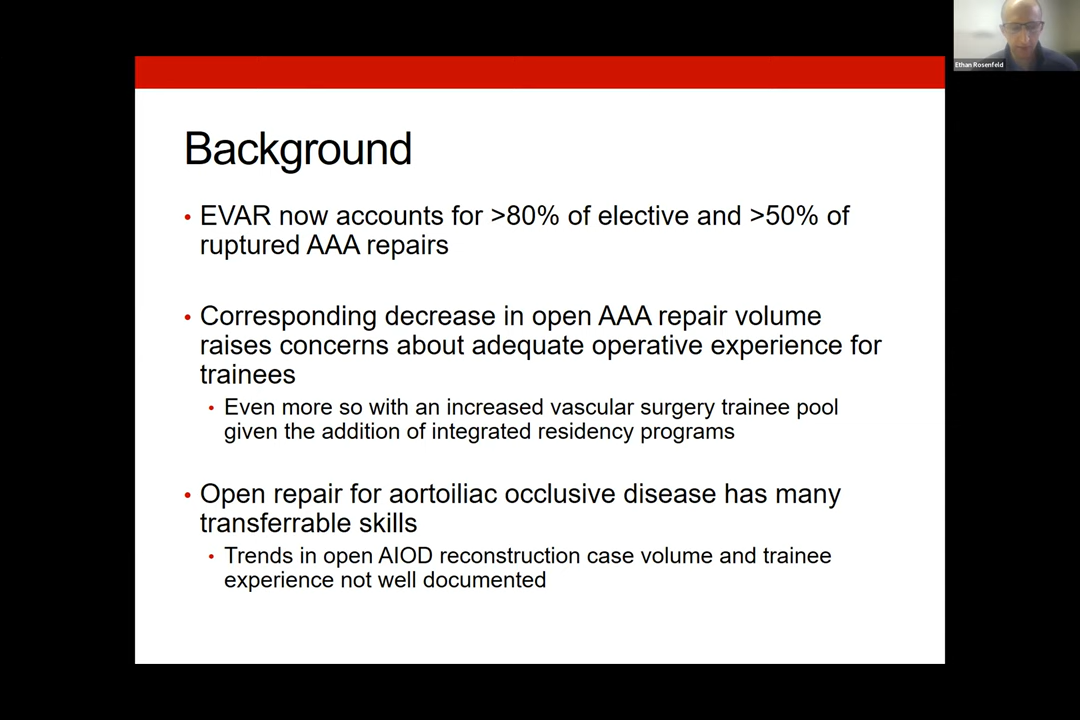 Ethan Rosenfeld
Background
• EVAR now accounts for >80% of elective and >50% of
ruptured AAA repairs
• Corresponding decrease in open AAA repair volume
raises concerns about adequate operative experience for
trainees
• Even more so with an increased vascular surgery trainee pool
given the addition of integrated residency programs
• Open repair for aortoiliac occlusive disease has many
transferrable skills
• Trends in open AIOD reconstruction case volume and trainee
experience not well documented